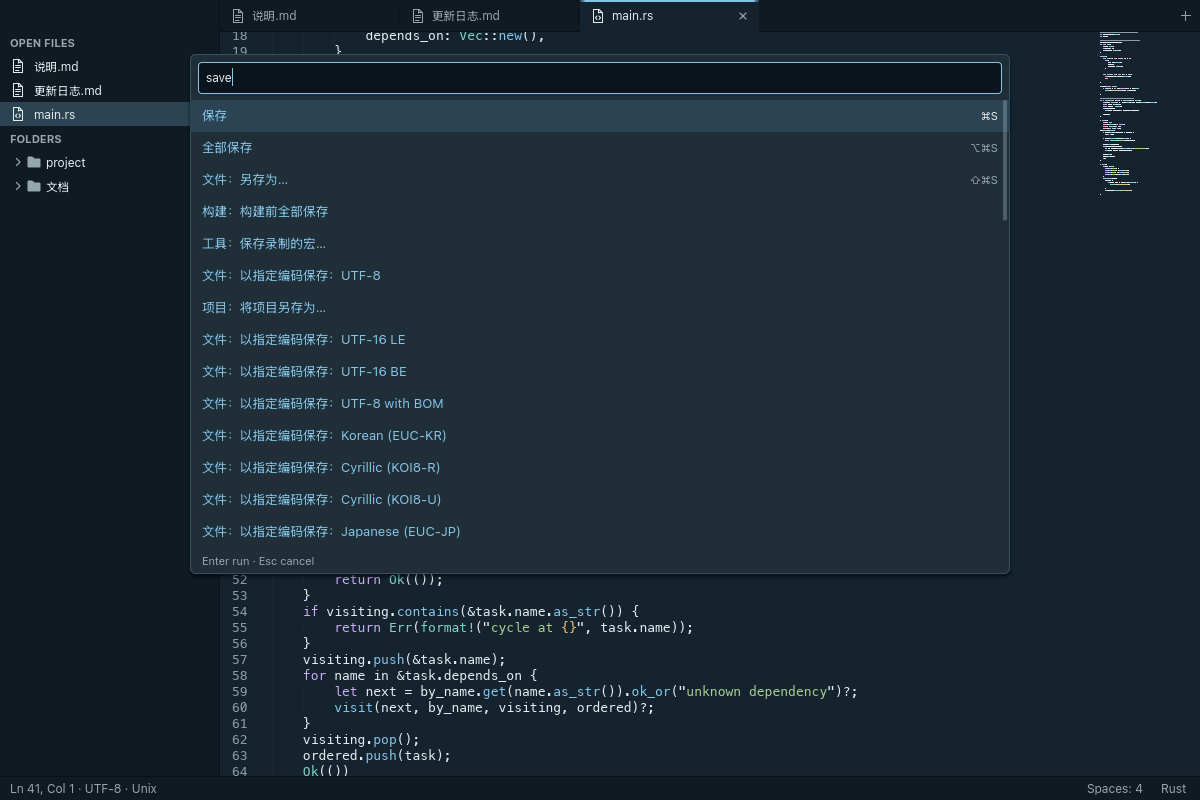 说明.md
更新日志.md
main.rs
OPEN FILES
说明.md
更新日志.md
main.rs
FOLDERS
project
文档
18 depends_on: Vec::new(),
19 }
save
保存 ⌘S
全部保存 ⌥⌘S
文件：另存为... ⇧⌘S
构建：构建前全部保存
工具：保存录制的宏...
文件：以指定编码保存：UTF-8
项目：将项目另存为...
文件：以指定编码保存：UTF-16 LE
文件：以指定编码保存：UTF-16 BE
文件：以指定编码保存：UTF-8 with BOM
文件：以指定编码保存：Korean (EUC-KR)
文件：以指定编码保存：Cyrillic (KOI8-R)
文件：以指定编码保存：Cyrillic (KOI8-U)
文件：以指定编码保存：Japanese (EUC-JP)
Enter run · Esc cancel
52 return Ok(());
53 }
54 if visiting.contains(&task.name.as_str()) {
55 return Err(format!("cycle at {}", task.name));
56 }
57 visiting.push(&task.name);
58 for name in &task.depends_on {
59 let next = by_name.get(name.as_str()).ok_or("unknown dependency")?;
60 visit(next, by_name, visiting, ordered)?;
61 }
62 visiting.pop();
63 ordered.push(task);
64 Ok(())
Ln 41, Col 1 · UTF-8 · Unix
Spaces: 4 Rust